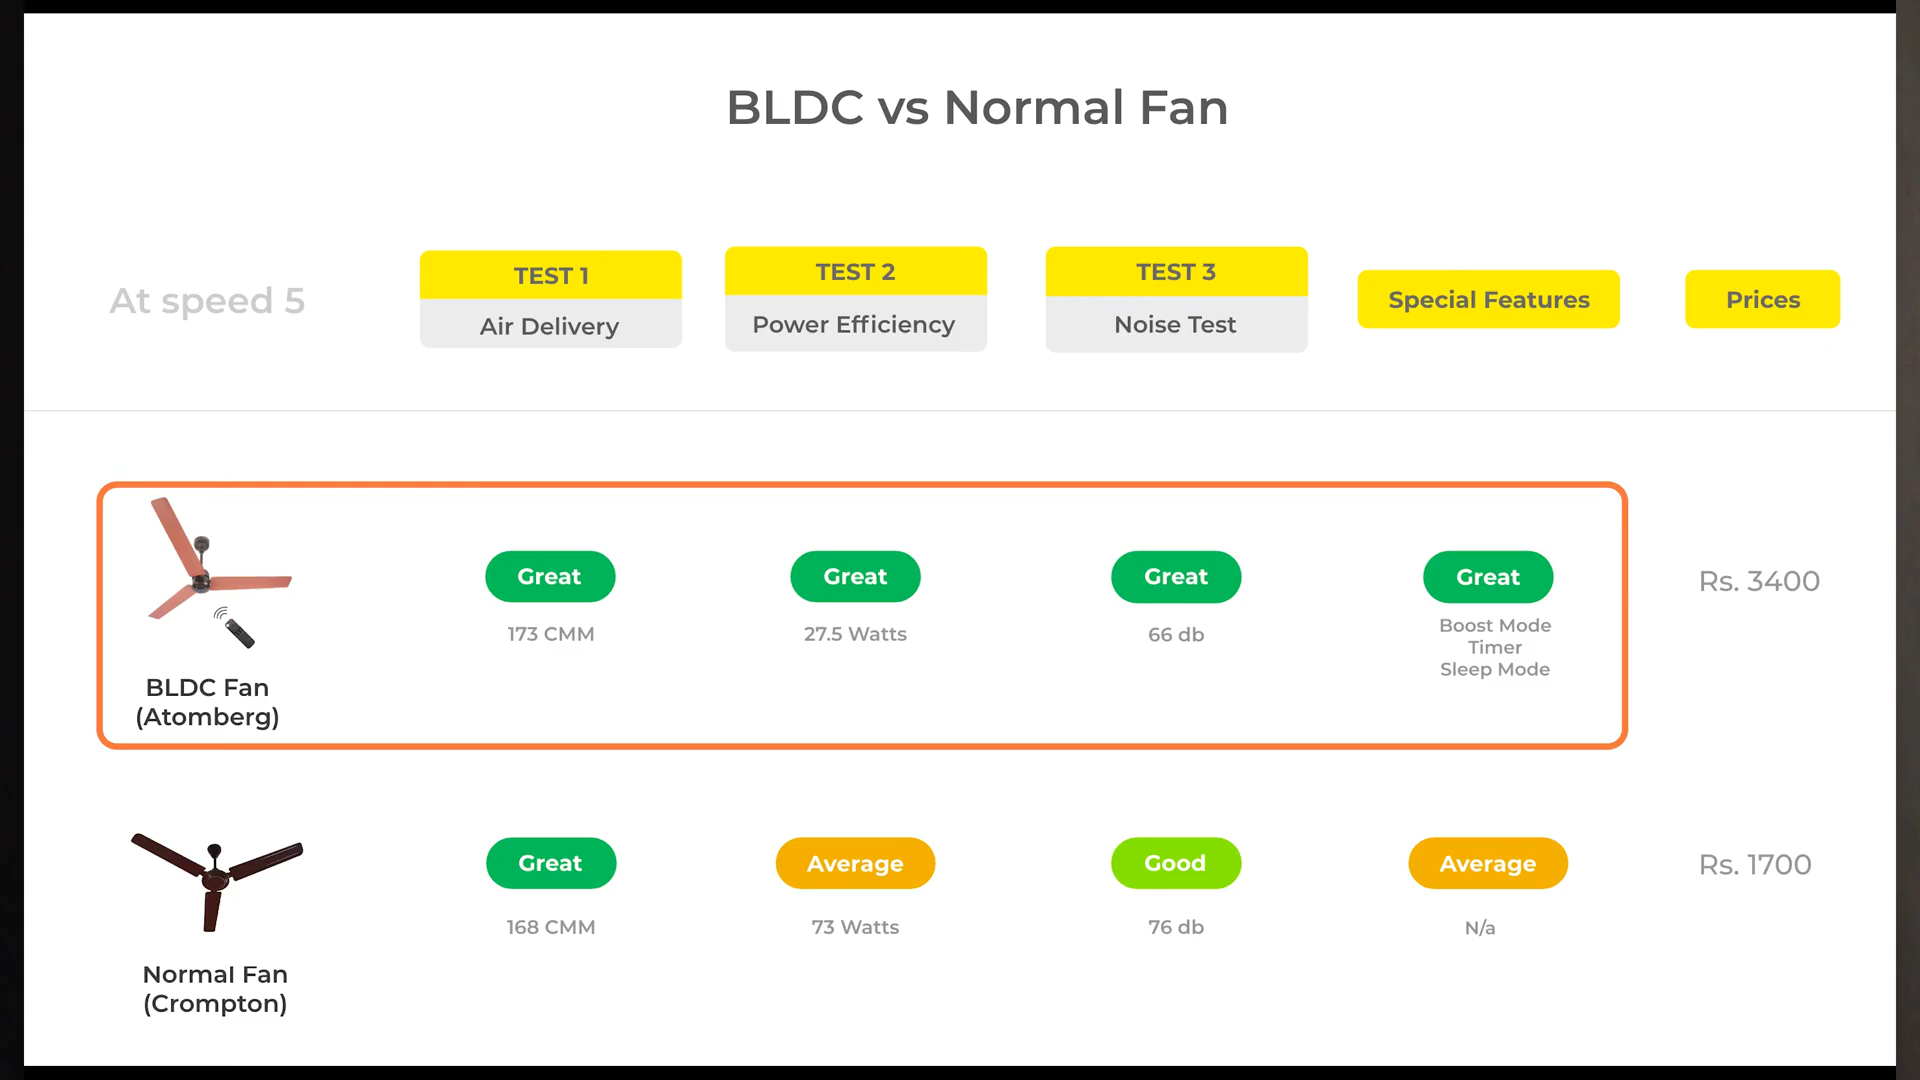 BLDC vs Normal Fan
At speed 5
TEST 1
Air Delivery
TEST 2
Power Efficiency
TEST 3
Noise Test
Special Features
Prices
BLDC Fan
(Atomberg)
Great
173 CMM
Great
27.5 Watts
Great
66 db
Great
Boost Mode
Timer
Sleep Mode
Rs. 3400
Normal Fan
(Crompton)
Great
168 CMM
Average
73 Watts
Good
76 db
Average
N/a
Rs. 1700